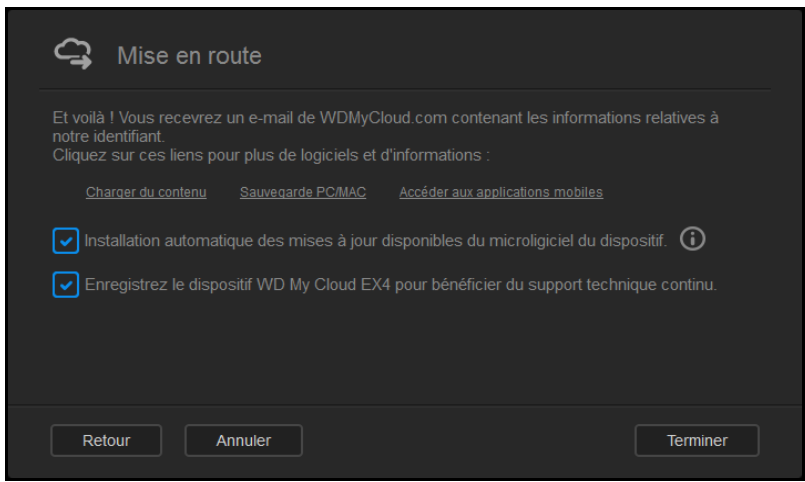 Mise en route
Et voilà ! Vous recevrez un e-mail de WDMyCloud.com contenant les informations relatives à
notre identifiant.
Cliquez sur ces liens pour plus de logiciels et d'informations :
Charger du contenu Sauvegarde PC/MAC Accéder aux applications mobiles
Installation automatique des mises à jour disponibles du microligiciel du dispositif.
Enregistrez le dispositif WD My Cloud EX4 pour bénéficier du support technique continu.
Retour Annuler Terminer